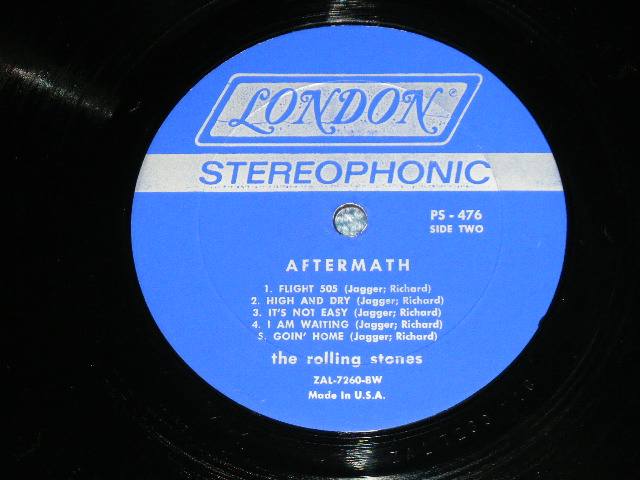 LONDON ®
STEREOPHONIC
PS - 476
SIDE TWO
AFTERMATH
1. FLIGHT 505 (Jagger; Richard)
2. HIGH AND DRY (Jagger; Richard)
3. IT'S NOT EASY (Jagger; Richard)
4. I AM WAITING (Jagger; Richard)
5. GOIN' HOME (Jagger; Richard)
the rolling stones
ZAL-7260-BW
Made In U.S.A.